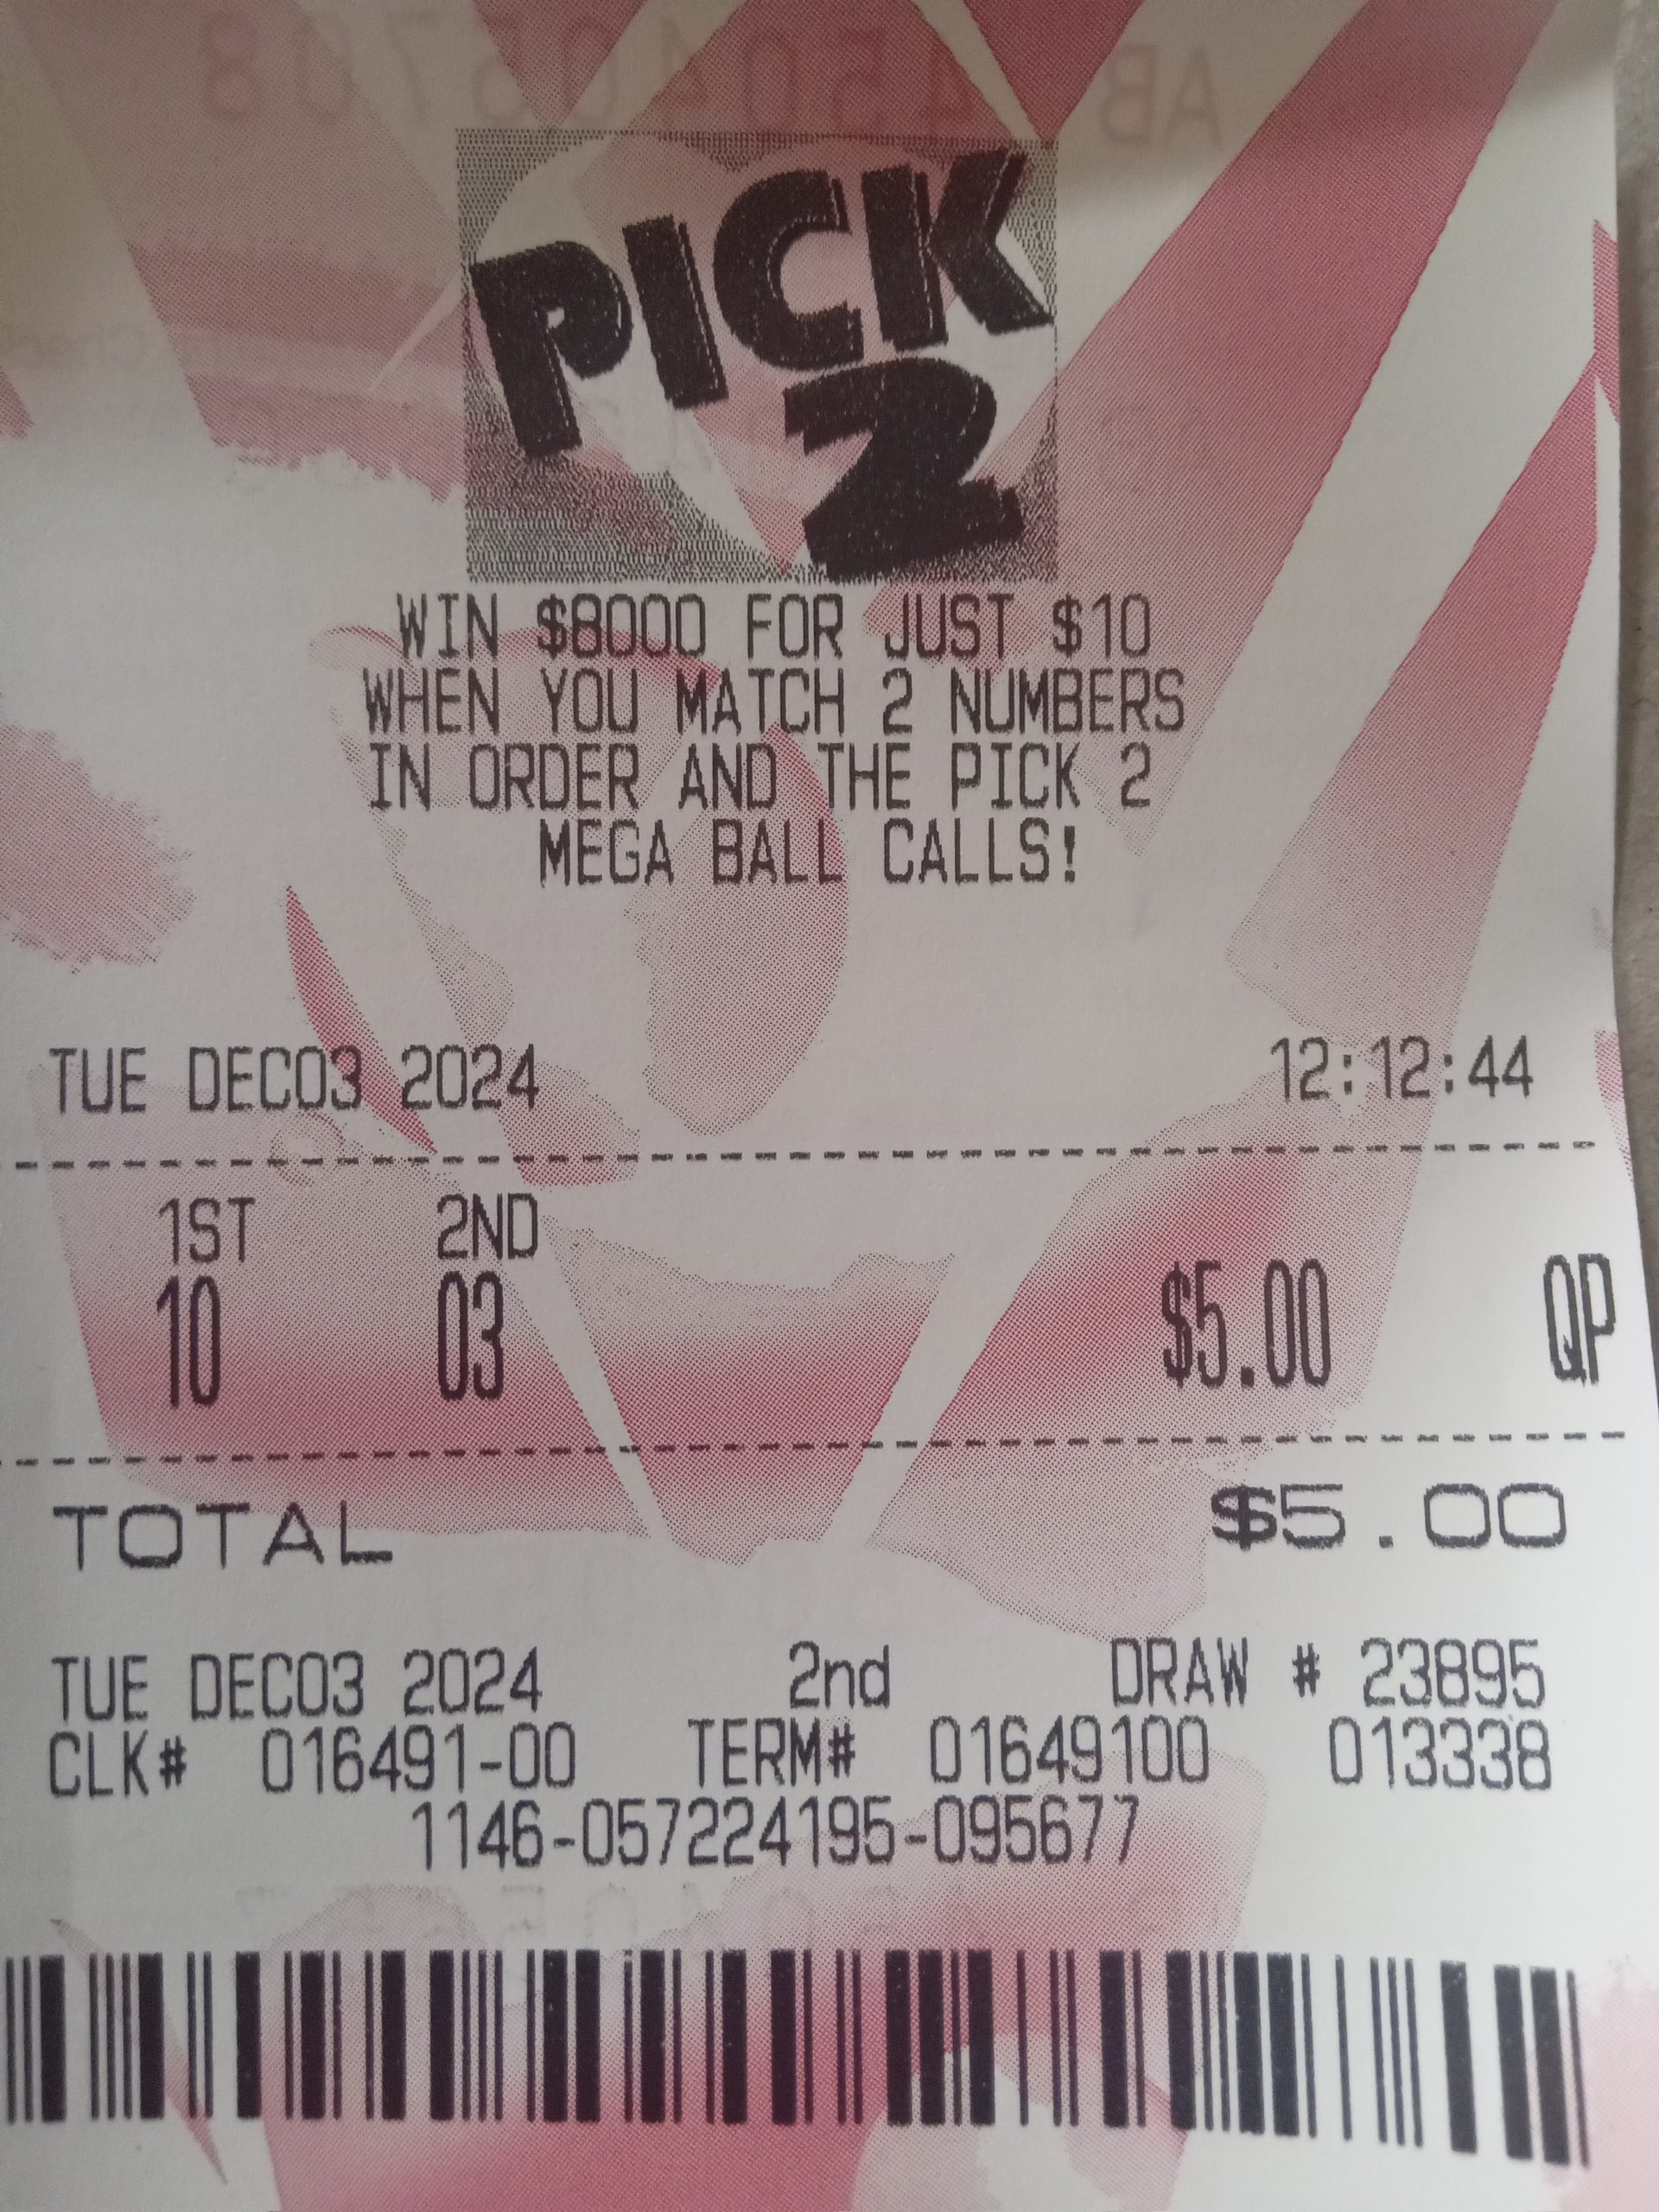 PICK
2
WIN $8000 FOR JUST $10
WHEN YOU MATCH 2 NUMBERS
IN ORDER AND THE PICK 2
MEGA BALL CALLS!
TUE DEC03 2024 12:12:44
1ST 2ND
10 03 $5.00 QP
TOTAL $5.00
TUE DEC03 2024 2nd DRAW # 23895
CLK# 016491-00 TERM# 01649100 013338
1146-057224195-095677